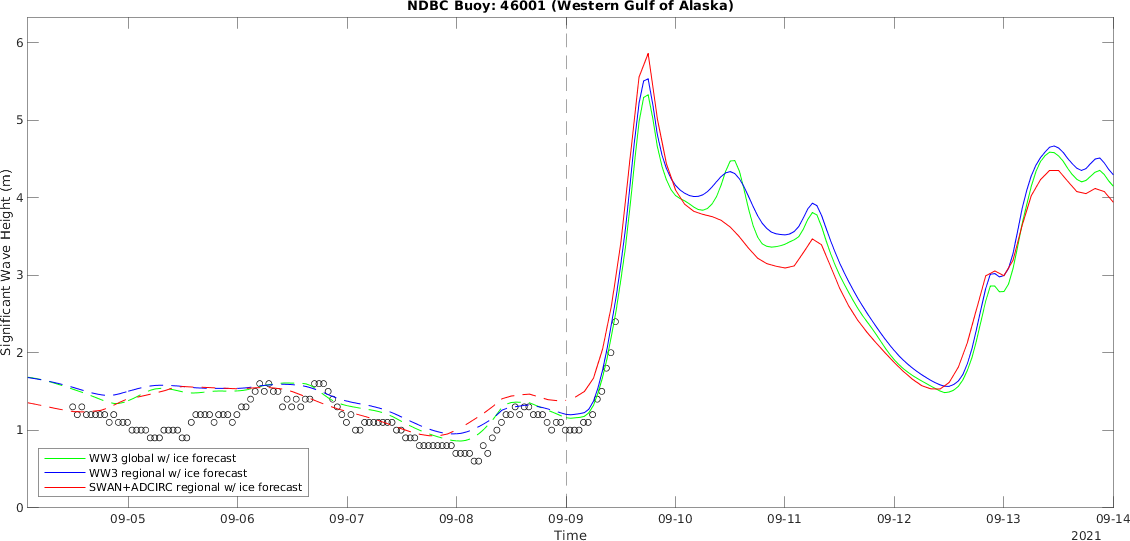 NDBC Buoy: 46001 (Western Gulf of Alaska)
Significant Wave Height (m)
6
5
4
3
2
1
0
WW3 global w/ ice forecast
WW3 regional w/ ice forecast
SWAN+ADCIRC regional w/ ice forecast
09-05 09-06 09-07 09-08 09-09 09-10 09-11 09-12 09-13 09-14
Time
2021